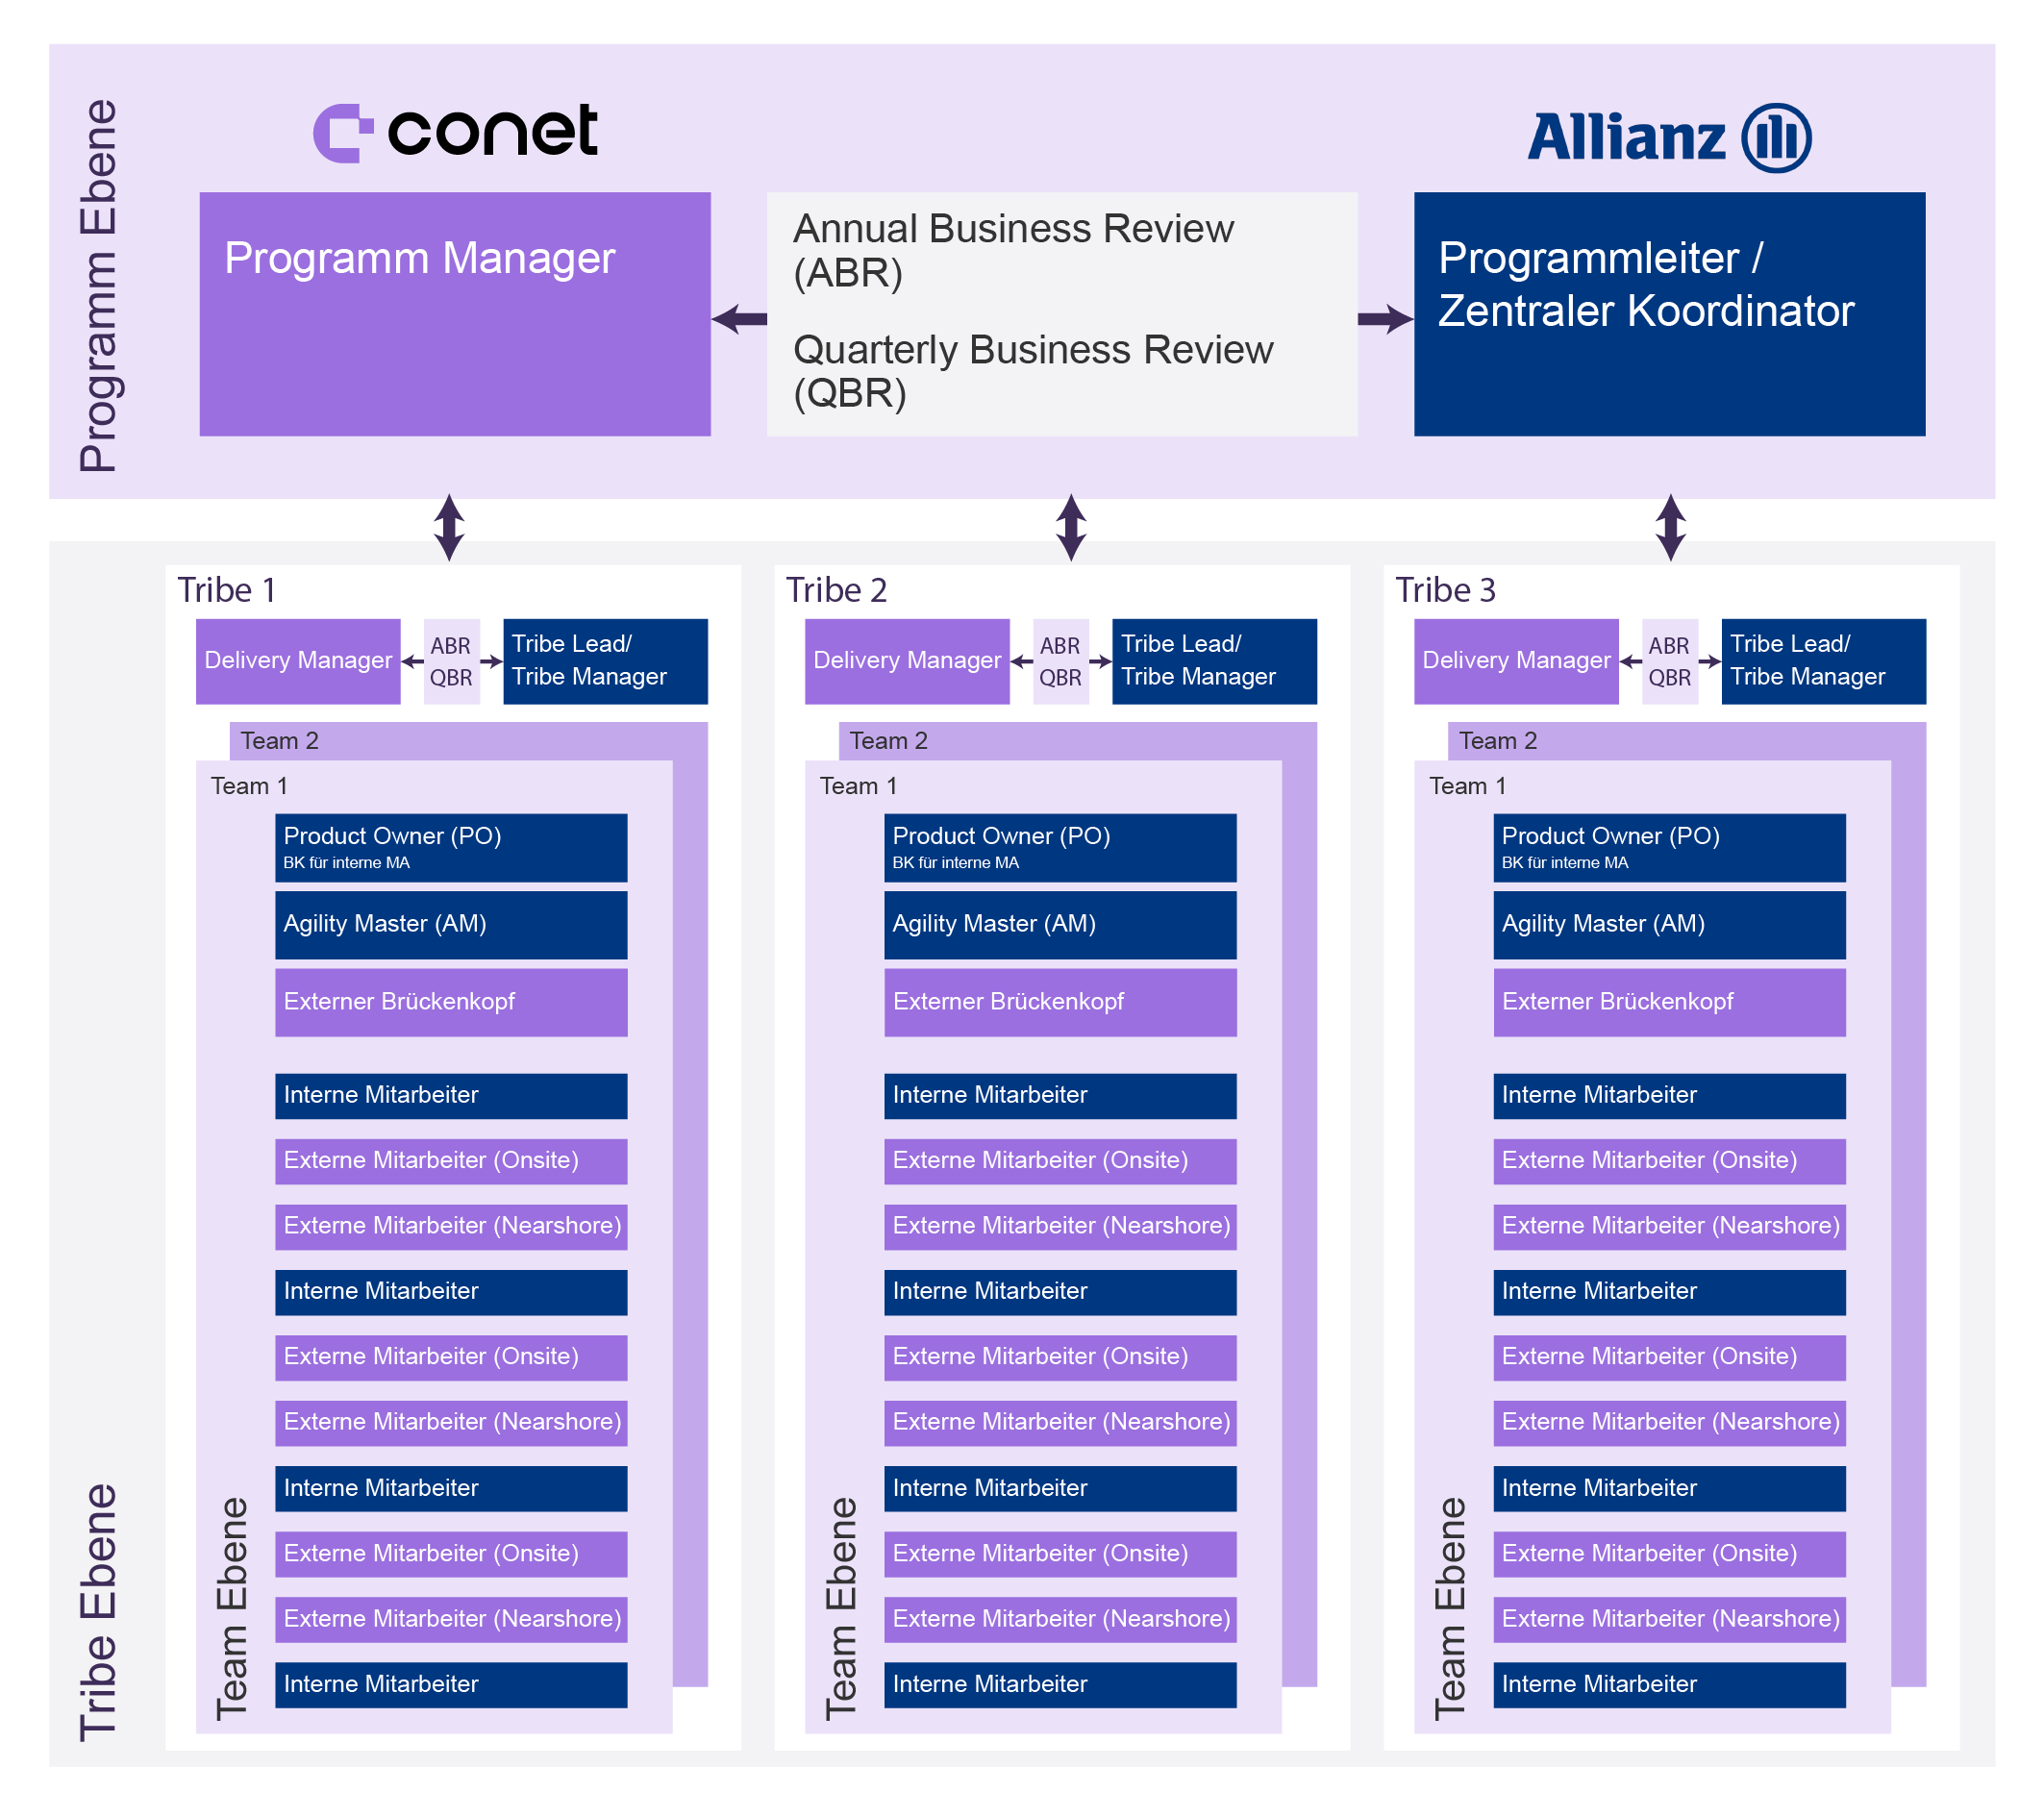 Programm Ebene
conet
Allianz
Programm Manager
Annual Business Review
(ABR)
Quarterly Business Review
(QBR)
Programmleiter /
Zentraler Koordinator
Tribe Ebene
Tribe 1
Delivery Manager
ABR
QBR
Tribe Lead/
Tribe Manager
Team 2
Team 1
Team Ebene
Product Owner (PO)
BK für interne MA
Agility Master (AM)
Externer Brückenkopf
Interne Mitarbeiter
Externe Mitarbeiter (Onsite)
Externe Mitarbeiter (Nearshore)
Interne Mitarbeiter
Externe Mitarbeiter (Onsite)
Externe Mitarbeiter (Nearshore)
Interne Mitarbeiter
Externe Mitarbeiter (Onsite)
Externe Mitarbeiter (Nearshore)
Interne Mitarbeiter
Tribe 2
Delivery Manager
ABR
QBR
Tribe Lead/
Tribe Manager
Team 2
Team 1
Team Ebene
Product Owner (PO)
BK für interne MA
Agility Master (AM)
Externer Brückenkopf
Interne Mitarbeiter
Externe Mitarbeiter (Onsite)
Externe Mitarbeiter (Nearshore)
Interne Mitarbeiter
Externe Mitarbeiter (Onsite)
Externe Mitarbeiter (Nearshore)
Interne Mitarbeiter
Externe Mitarbeiter (Onsite)
Externe Mitarbeiter (Nearshore)
Interne Mitarbeiter
Tribe 3
Delivery Manager
ABR
QBR
Tribe Lead/
Tribe Manager
Team 2
Team 1
Team Ebene
Product Owner (PO)
BK für interne MA
Agility Master (AM)
Externer Brückenkopf
Interne Mitarbeiter
Externe Mitarbeiter (Onsite)
Externe Mitarbeiter (Nearshore)
Interne Mitarbeiter
Externe Mitarbeiter (Onsite)
Externe Mitarbeiter (Nearshore)
Interne Mitarbeiter
Externe Mitarbeiter (Onsite)
Externe Mitarbeiter (Nearshore)
Interne Mitarbeiter